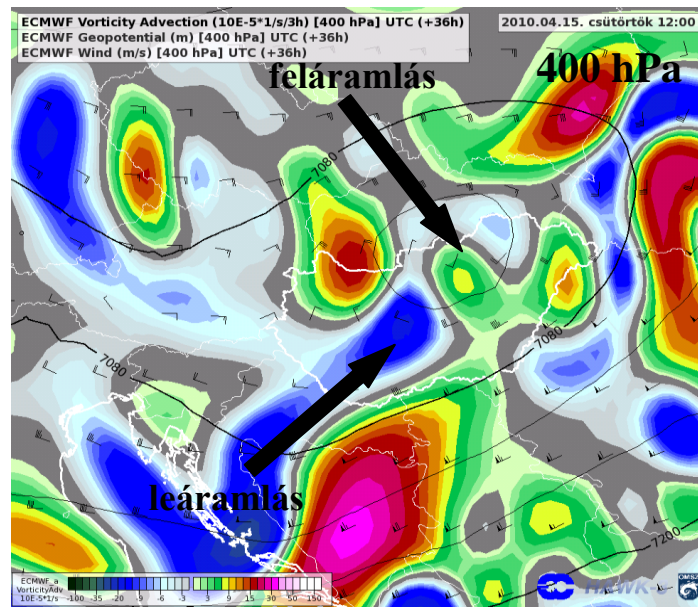 ECMWF Vorticity Advection (10E-5*1/s/3h) [400 hPa] UTC (+36h)
ECMWF Geopotential (m) [400 hPa] UTC (+36h)
ECMWF Wind (m/s) [400 hPa] UTC (+36h)
2010.04.15. csütörtök 12:00
feláramlás
400 hPa
7080
7080
7080
leáramlás
7200
ECMWF_a
VorticityAdv
10E-5*1/s
-100 -35 -20 -9 -6 -3 3 9 15 30 50 150
OMSZ